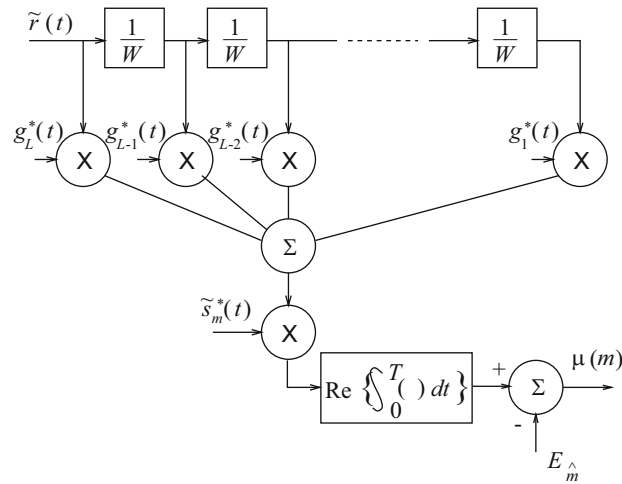 r̃ (t)
1/W 1/W 1/W
g*_L(t) g*_{L-1}(t) g*_{L-2}(t) g*_1(t)
X X X X
Σ
s̃*_m(t)
X
Re { ∫_0^T ( ) dt } + Σ μ(m)
-
E_m̂